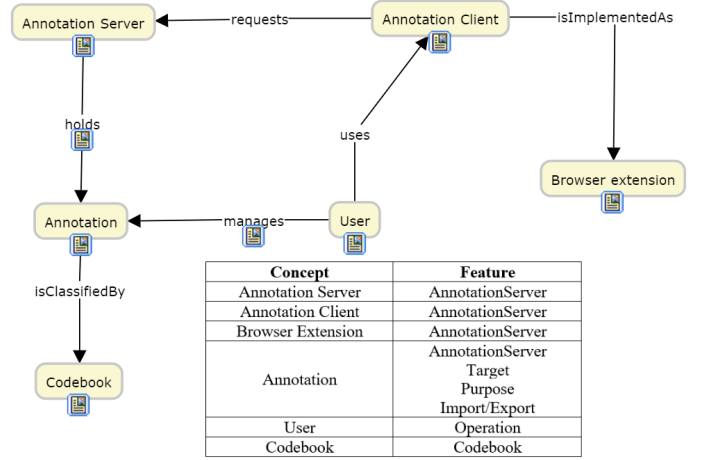 Annotation Server
requests
Annotation Client
isImplementedAs
holds
uses
Browser extension
Annotation
manages
User
isClassifiedBy
Codebook
Concept Feature
Annotation Server AnnotationServer
Annotation Client AnnotationServer
Browser Extension AnnotationServer
Annotation AnnotationServer
Target
Purpose
Import/Export
User Operation
Codebook Codebook